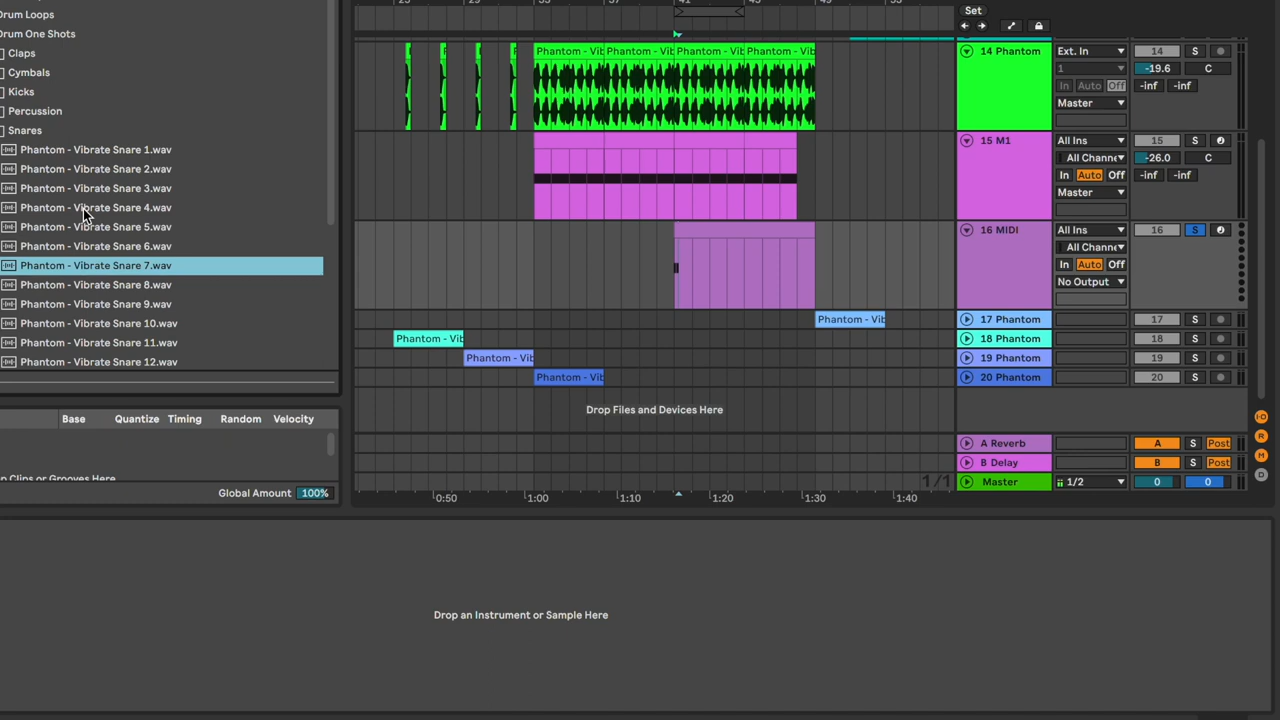 Drum Loops
Drum One Shots
Claps
Cymbals
Kicks
Percussion
Snares
Phantom - Vibrate Snare 1.wav
Phantom - Vibrate Snare 2.wav
Phantom - Vibrate Snare 3.wav
Phantom - Vibrate Snare 4.wav
Phantom - Vibrate Snare 5.wav
Phantom - Vibrate Snare 6.wav
Phantom - Vibrate Snare 7.wav
Phantom - Vibrate Snare 8.wav
Phantom - Vibrate Snare 9.wav
Phantom - Vibrate Snare 10.wav
Phantom - Vibrate Snare 11.wav
Phantom - Vibrate Snare 12.wav
Base Quantize Timing Random Velocity
p Clips or Grooves Here
Global Amount 100%
Set
Phantom - Vib Phantom - Vib Phantom - Vib Phantom - Vib
14 Phantom Ext. In 14 S
1 -19.6 C
In Auto Off -inf -inf
Master
15 M1 All Ins 15 S
All Channe -26.0 C
In Auto Off -inf -inf
Master
16 MIDI All Ins 16 S
All Channe
In Auto Off
No Output
Phantom - Vib 17 Phantom 17 S
Phantom - Vib 18 Phantom 18 S
Phantom - Vib 19 Phantom 19 S
Phantom - Vib 20 Phantom 20 S
Drop Files and Devices Here
A Reverb A S Post
B Delay B S Post
1/1 Master 1/2 0 0
0:50 1:00 1:10 1:20 1:30 1:40
Drop an Instrument or Sample Here